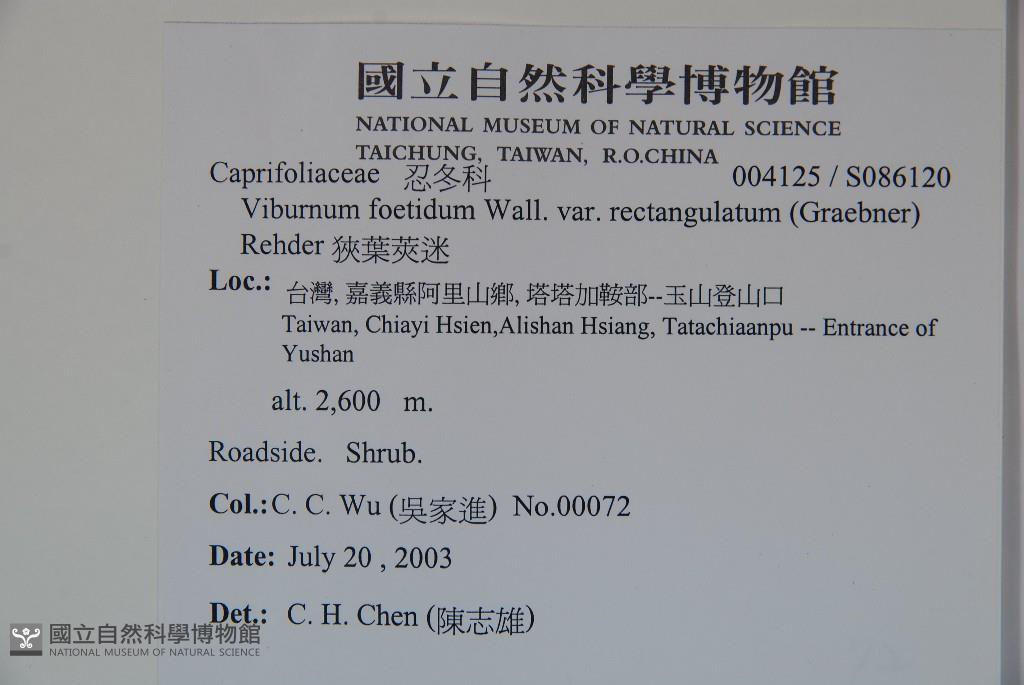 國立自然科學博物館
NATIONAL MUSEUM OF NATURAL SCIENCE
TAICHUNG, TAIWAN, R.O.CHINA
Caprifoliaceae 忍冬科 004125 / S086120
Viburnum foetidum Wall. var. rectangulatum (Graebner)
Rehder 狹葉莢迷
Loc.: 台灣, 嘉義縣阿里山鄉, 塔塔加鞍部--玉山登山口
Taiwan, Chiayi Hsien,Alishan Hsiang, Tatachiaanpu -- Entrance of
Yushan
alt. 2,600 m.
Roadside. Shrub.
Col.: C. C. Wu (吳家進) No.00072
Date: July 20 , 2003
Det.: C. H. Chen (陳志雄)
國立自然科學博物館
NATIONAL MUSEUM OF NATURAL SCIENCE